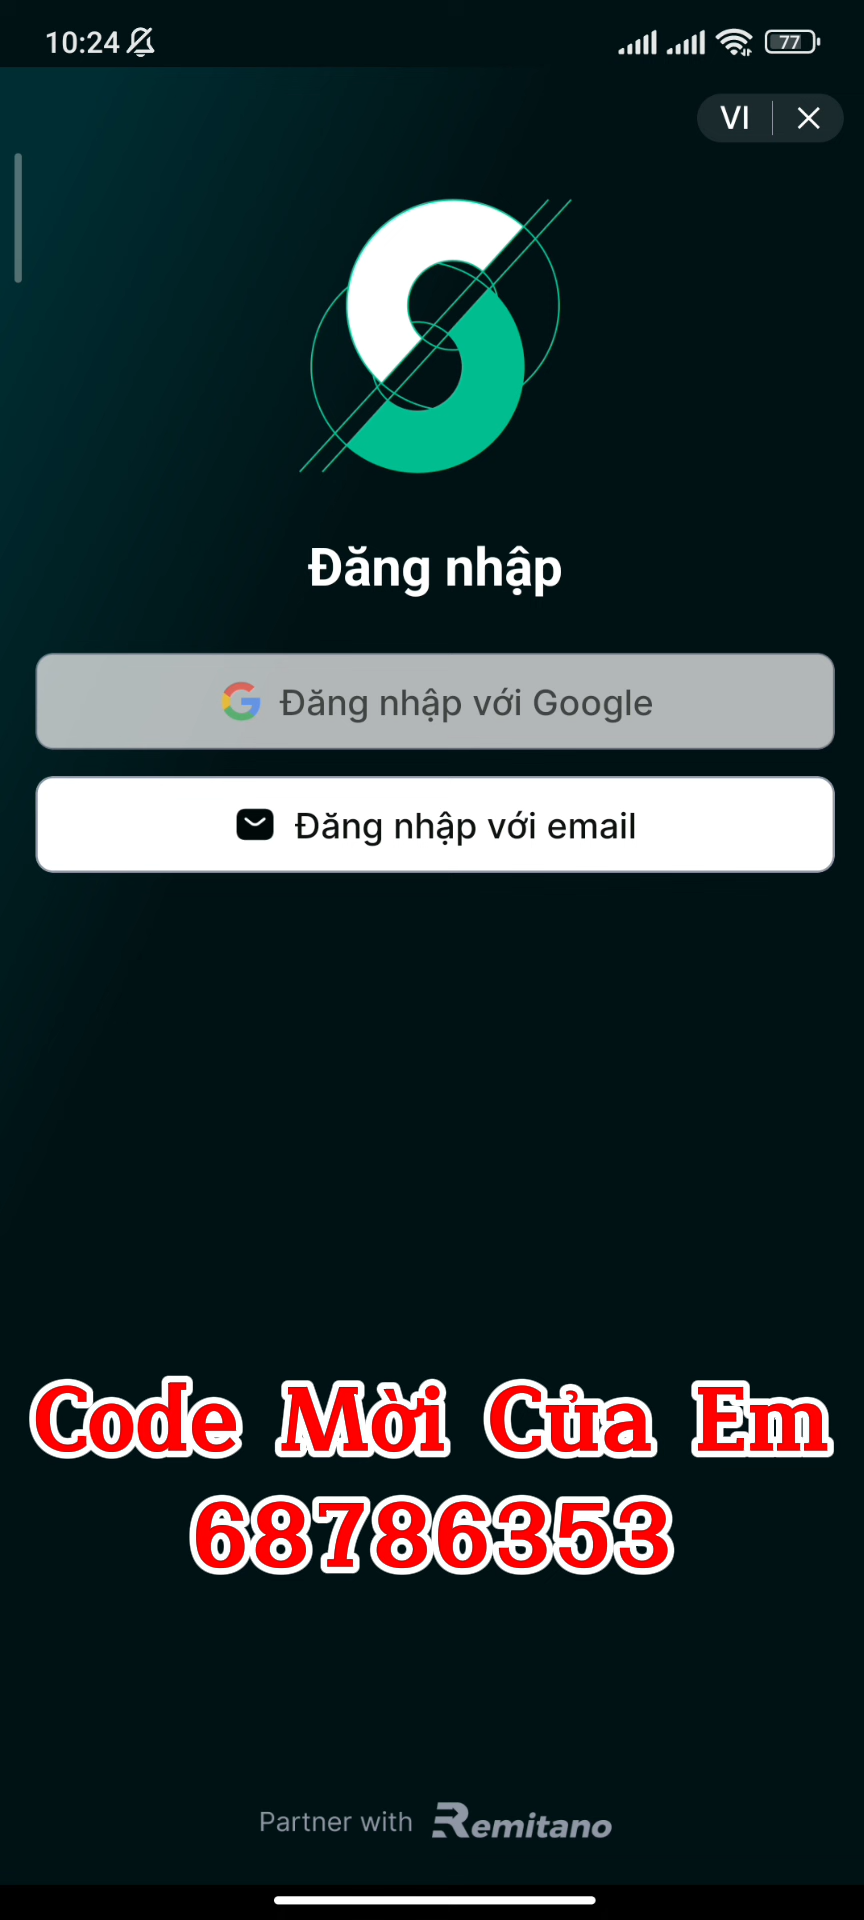 10:24
77
VI
Đăng nhập
Đăng nhập với Google
Đăng nhập với email
Code Mời Của Em
68786353
Partner with Remitano